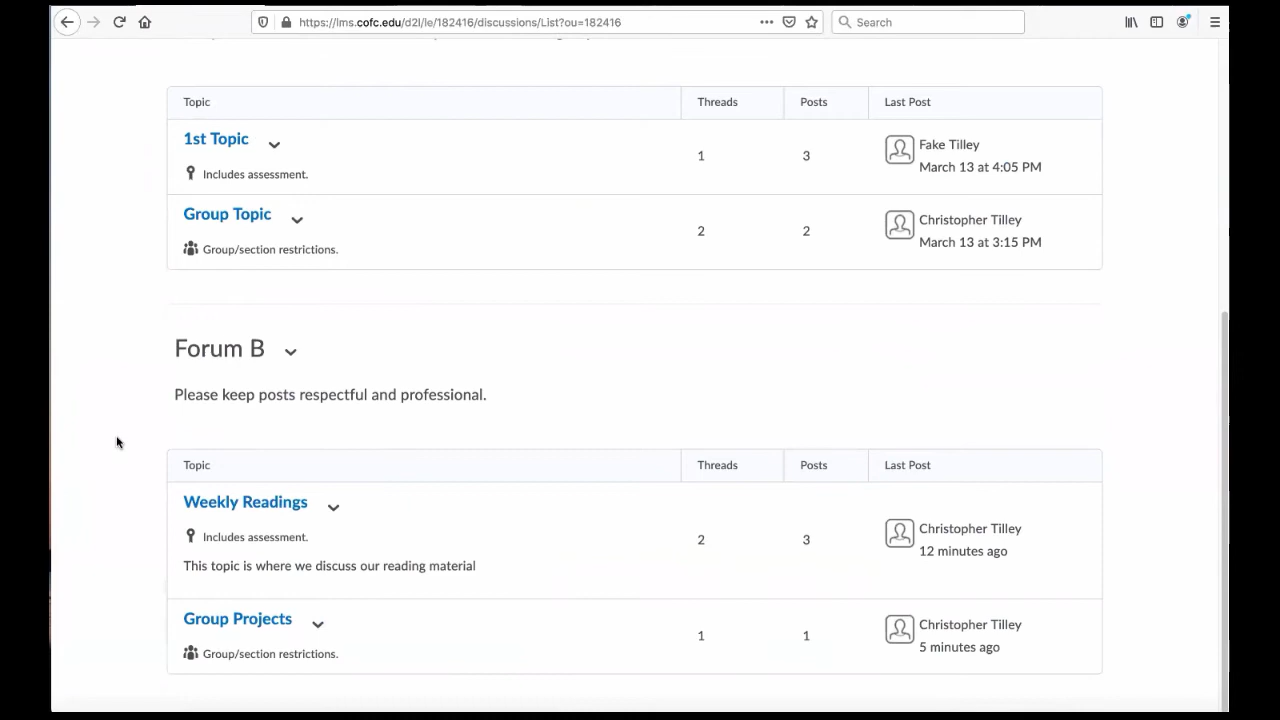 https://lms.cofc.edu/d2l/le/182416/discussions/List?ou=182416
Search
Topic Threads Posts Last Post
1st Topic
Includes assessment.
1 3
Fake Tilley
March 13 at 4:05 PM
Group Topic
Group/section restrictions.
2 2
Christopher Tilley
March 13 at 3:15 PM
Forum B
Please keep posts respectful and professional.
Topic Threads Posts Last Post
Weekly Readings
Includes assessment.
This topic is where we discuss our reading material
2 3
Christopher Tilley
12 minutes ago
Group Projects
Group/section restrictions.
1 1
Christopher Tilley
5 minutes ago